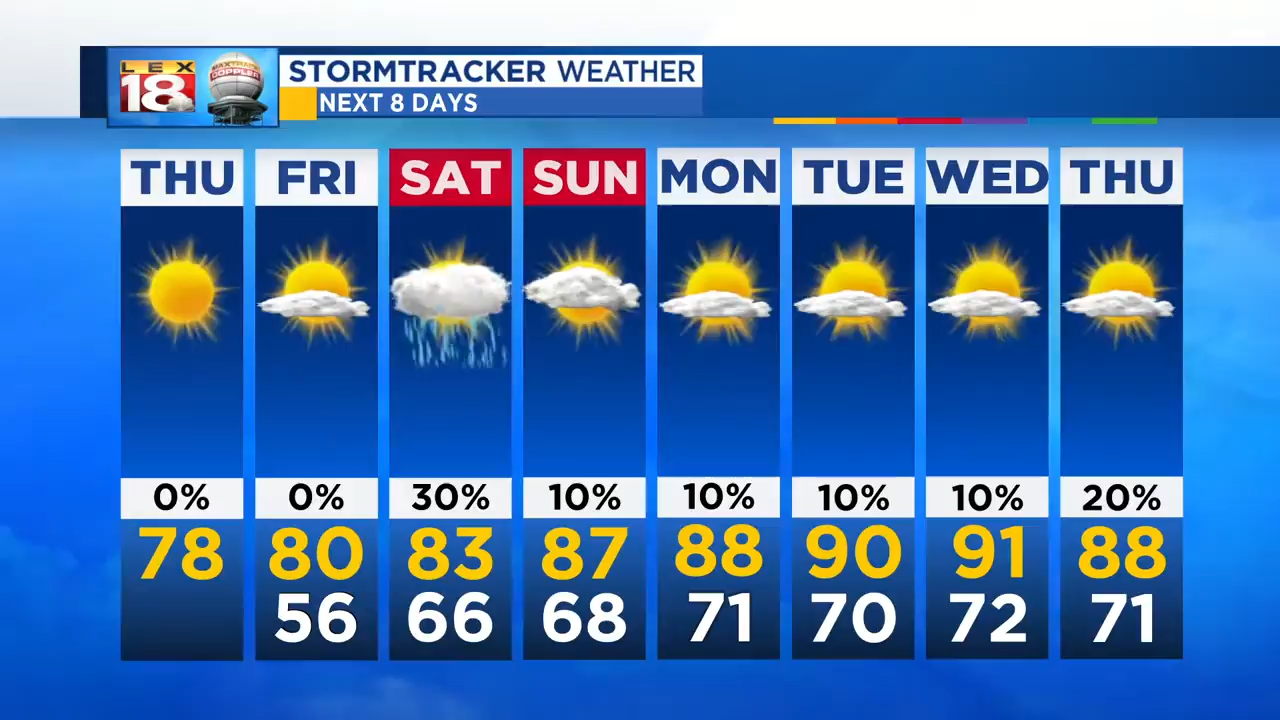 LEX
18
MAXTRACK
DOPPLER
STORMTRACKER WEATHER
NEXT 8 DAYS
THU FRI SAT SUN MON TUE WED THU
0% 0% 30% 10% 10% 10% 10% 20%
78 80 83 87 88 90 91 88
56 66 68 71 70 72 71